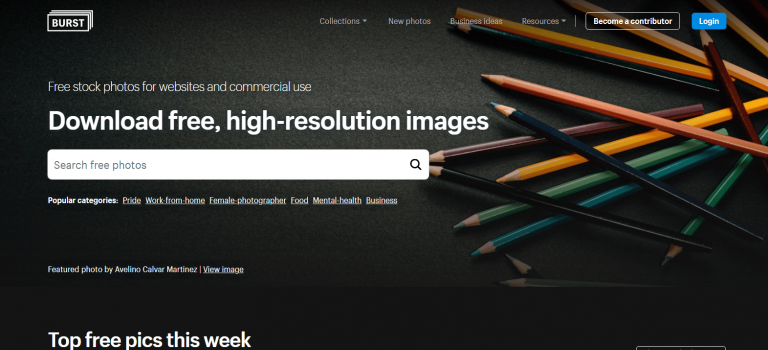 BURST
Collections New photos Business ideas Resources Become a contributor Login
Free stock photos for websites and commercial use
Download free, high-resolution images
Search free photos
Popular categories: Pride Work-from-home Female-photographer Food Mental-health Business
Featured photo by Avelino Calvar Martinez | View image
Top free pics this week